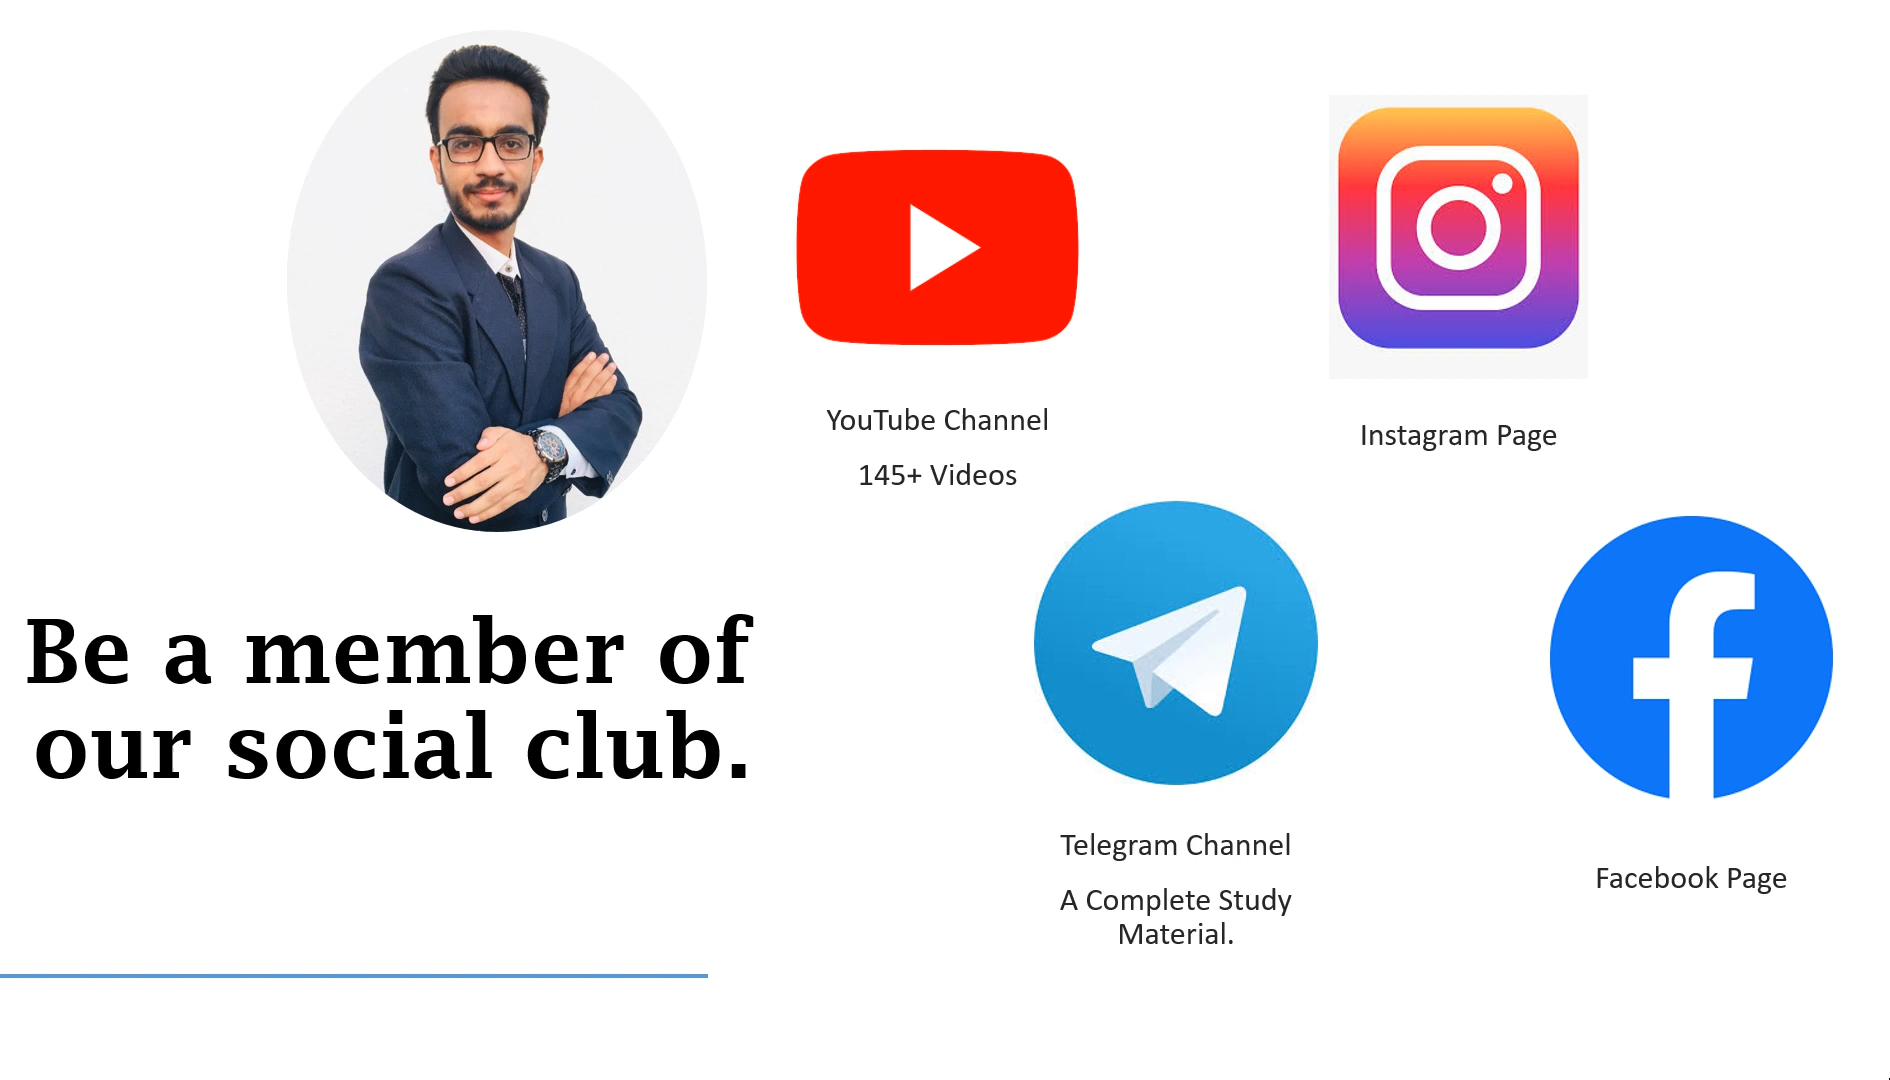 Be a member of
our social club.
YouTube Channel
145+ Videos
Instagram Page
Telegram Channel
A Complete Study
Material.
Facebook Page